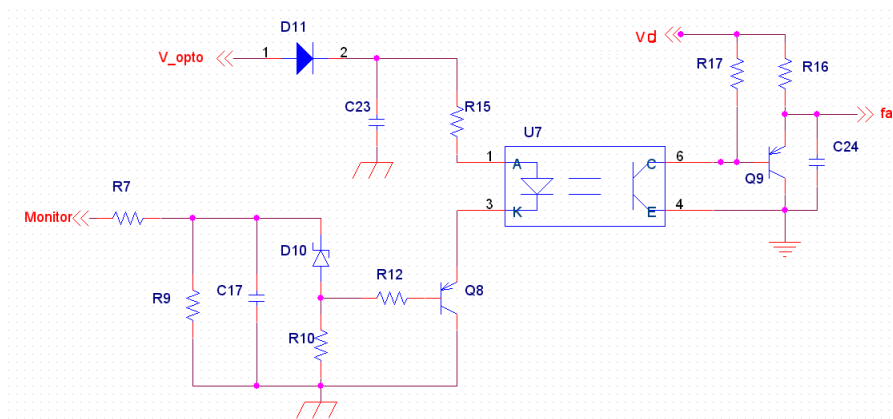 D11
V_opto
1
2
Vd
R17
R16
C23
R15
fa
U7
1
A
C
6
C24
Q9
R7
Monitor
3
K
E
4
D10
R12
R9
C17
Q8
R10